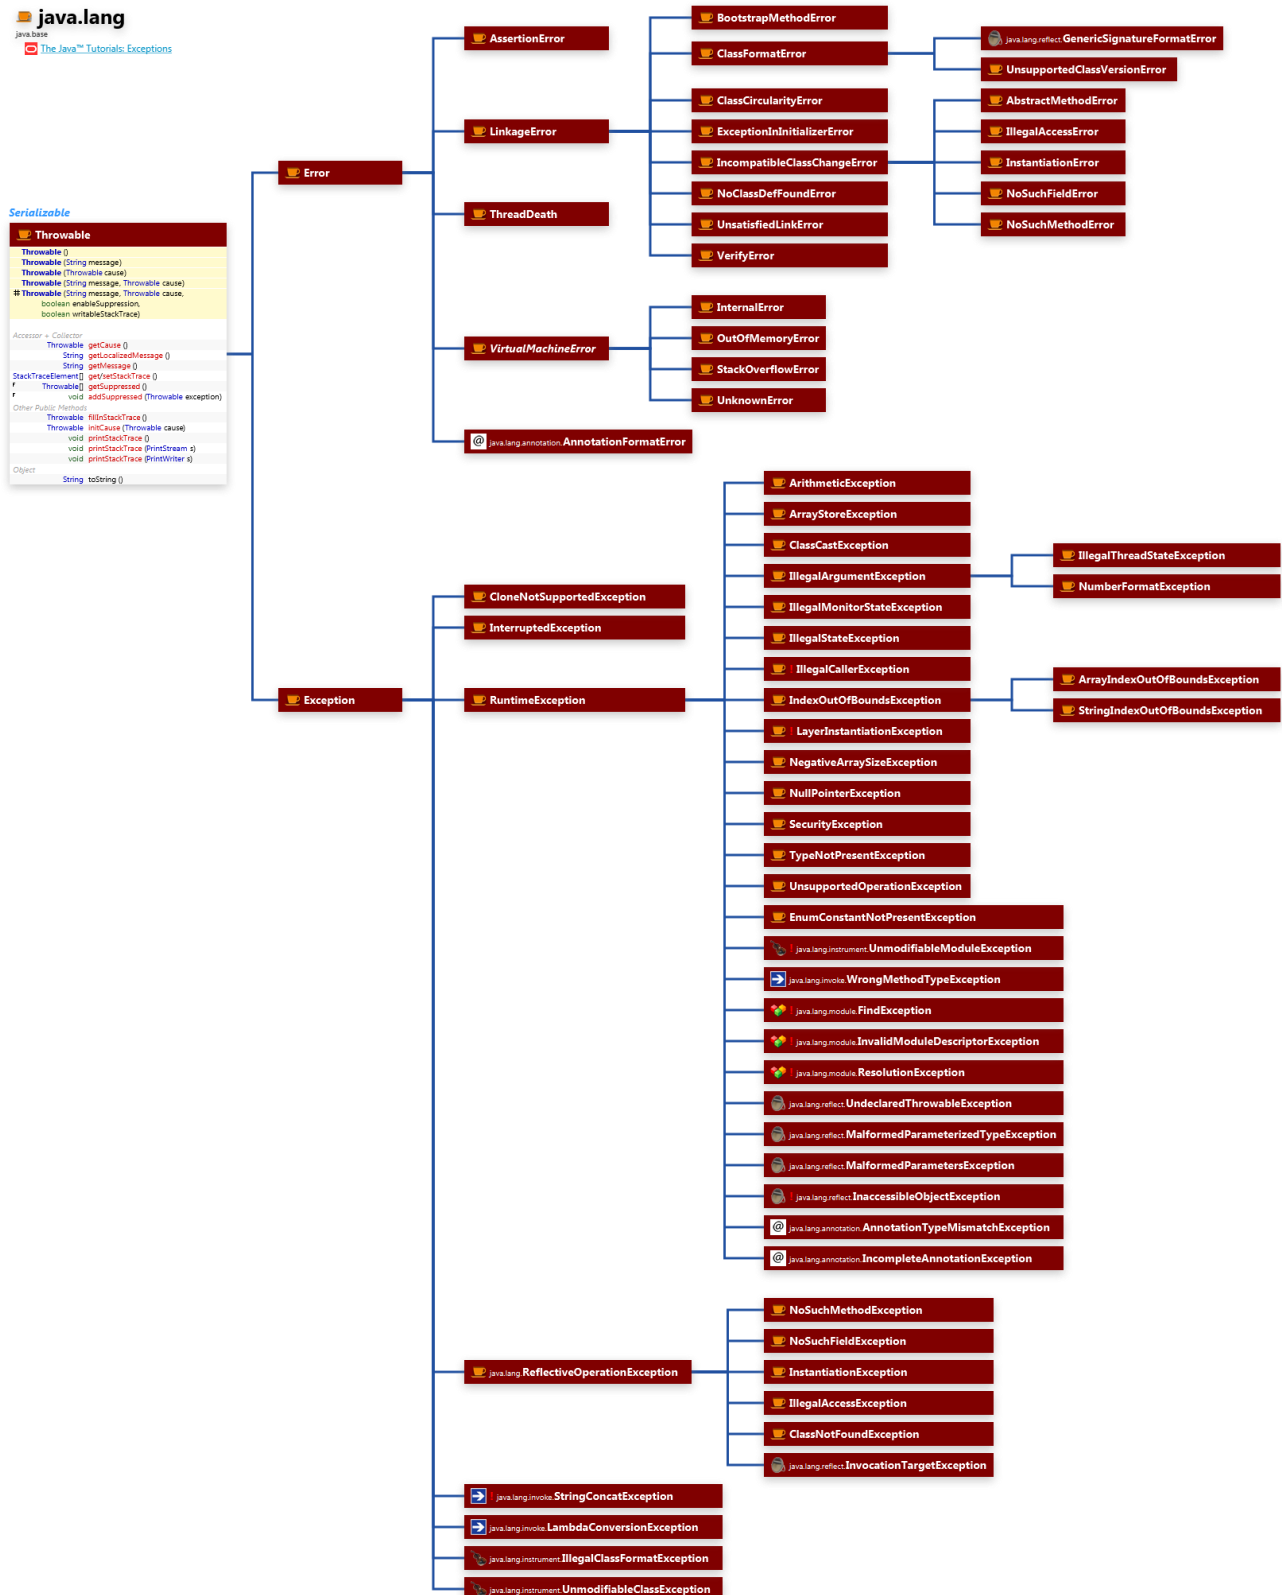 java.lang
java.base
The Java™ Tutorials: Exceptions
Serializable
Throwable
Throwable ()
Throwable (String message)
Throwable (Throwable cause)
Throwable (String message, Throwable cause)
# Throwable (String message, Throwable cause,
boolean enableSuppression,
boolean writableStackTrace)
Accessor + Collector
Throwable getCause ()
String getLocalizedMessage ()
String getMessage ()
StackTraceElement[] get/setStackTrace ()
F Throwable[] getSuppressed ()
F void addSuppressed (Throwable exception)
Other Public Methods
Throwable fillInStackTrace ()
Throwable initCause (Throwable cause)
void printStackTrace ()
void printStackTrace (PrintStream s)
void printStackTrace (PrintWriter s)
Object
String toString ()
Error
AssertionError
LinkageError
BootstrapMethodError
ClassFormatError
java.lang.reflect.GenericSignatureFormatError
UnsupportedClassVersionError
ClassCircularityError
ExceptionInInitializerError
IncompatibleClassChangeError
AbstractMethodError
IllegalAccessError
InstantiationError
NoSuchFieldError
NoSuchMethodError
NoClassDefFoundError
UnsatisfiedLinkError
VerifyError
ThreadDeath
VirtualMachineError
InternalError
OutOfMemoryError
StackOverflowError
UnknownError
@ java.lang.annotation.AnnotationFormatError
Exception
CloneNotSupportedException
InterruptedException
RuntimeException
ArithmeticException
ArrayStoreException
ClassCastException
IllegalArgumentException
IllegalThreadStateException
NumberFormatException
IllegalMonitorStateException
IllegalStateException
! IllegalCallerException
IndexOutOfBoundsException
ArrayIndexOutOfBoundsException
StringIndexOutOfBoundsException
! LayerInstantiationException
NegativeArraySizeException
NullPointerException
SecurityException
TypeNotPresentException
UnsupportedOperationException
EnumConstantNotPresentException
! java.lang.instrument.UnmodifiableModuleException
java.lang.invoke.WrongMethodTypeException
! java.lang.module.FindException
! java.lang.module.InvalidModuleDescriptorException
! java.lang.module.ResolutionException
java.lang.reflect.UndeclaredThrowableException
java.lang.reflect.MalformedParameterizedTypeException
java.lang.reflect.MalformedParametersException
! java.lang.reflect.InaccessibleObjectException
@ java.lang.annotation.AnnotationTypeMismatchException
@ java.lang.annotation.IncompleteAnnotationException
java.lang.ReflectiveOperationException
NoSuchMethodException
NoSuchFieldException
InstantiationException
IllegalAccessException
ClassNotFoundException
java.lang.reflect.InvocationTargetException
! java.lang.invoke.StringConcatException
java.lang.invoke.LambdaConversionException
java.lang.instrument.IllegalClassFormatException
java.lang.instrument.UnmodifiableClassException